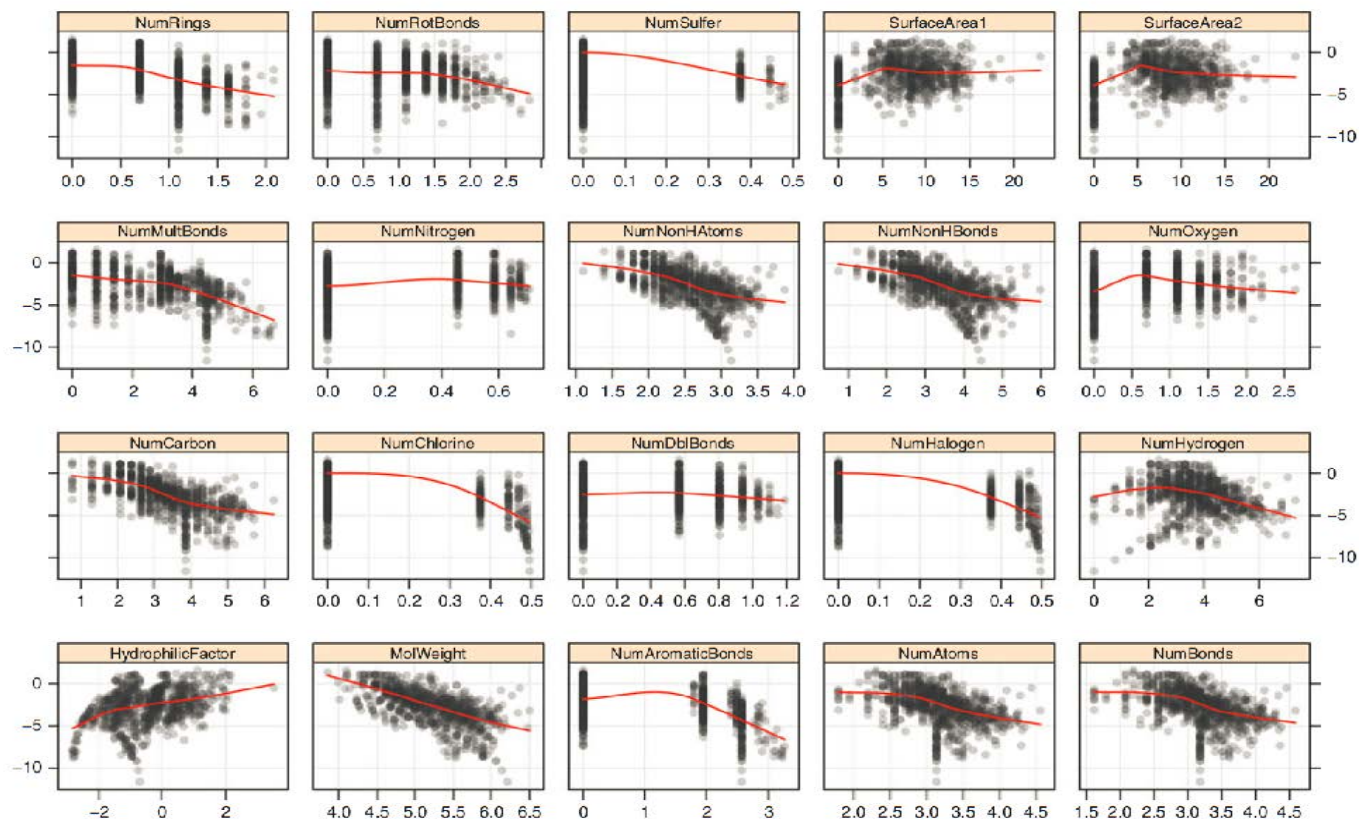 NumRings NumRotBonds NumSulfer SurfaceArea1 SurfaceArea2
0
−5
−10
0.0 0.5 1.0 1.5 2.0 0.0 0.5 1.0 1.5 2.0 2.5 0.0 0.1 0.2 0.3 0.4 0.5 0 5 10 15 20 0 5 10 15 20
NumMultBonds NumNitrogen NumNonHAtoms NumNonHBonds NumOxygen
0
−5
−10
0 2 4 6 0.0 0.2 0.4 0.6 1.0 1.5 2.0 2.5 3.0 3.5 4.0 1 2 3 4 5 6 0.0 0.5 1.0 1.5 2.0 2.5
NumCarbon NumChlorine NumDblBonds NumHalogen NumHydrogen
0
−5
−10
1 2 3 4 5 6 0.0 0.1 0.2 0.3 0.4 0.5 0.0 0.2 0.4 0.6 0.8 1.0 1.2 0.0 0.1 0.2 0.3 0.4 0.5 0 2 4 6
HydrophilicFactor MolWeight NumAromaticBonds NumAtoms NumBonds
0
−5
−10
−2 0 2 4.0 4.5 5.0 5.5 6.0 6.5 0 1 2 3 2.0 2.5 3.0 3.5 4.0 4.5 1.5 2.0 2.5 3.0 3.5 4.0 4.5